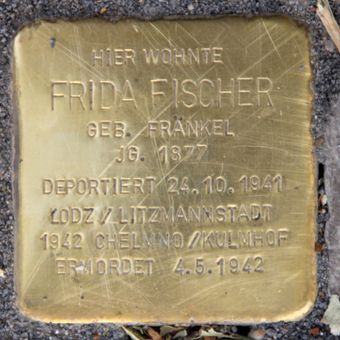 HIER WOHNTE
FRIDA FISCHER
GEB. FRÄNKEL
JG. 1877
DEPORTIERT 24.10.1941
ŁODZ/LITZMANNSTADT
1942 CHELMNO/KULMHOF
ERMORDET 4.5.1942